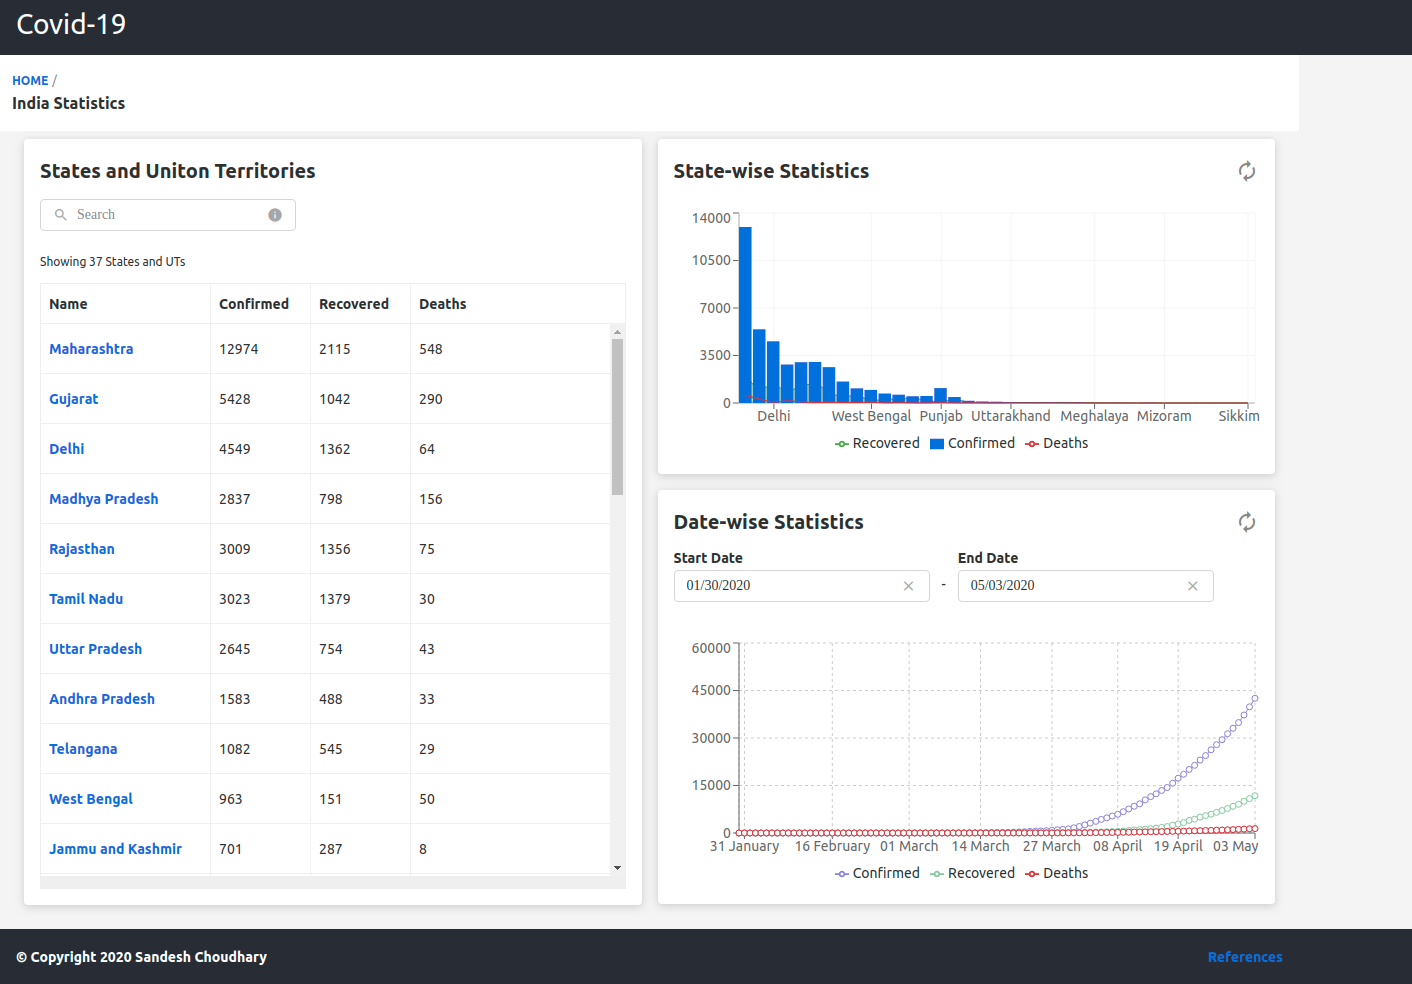 Covid-19
HOME /
India Statistics
States and Uniton Territories
Search
Showing 37 States and UTs
Name Confirmed Recovered Deaths
Maharashtra 12974 2115 548
Gujarat 5428 1042 290
Delhi 4549 1362 64
Madhya Pradesh 2837 798 156
Rajasthan 3009 1356 75
Tamil Nadu 3023 1379 30
Uttar Pradesh 2645 754 43
Andhra Pradesh 1583 488 33
Telangana 1082 545 29
West Bengal 963 151 50
Jammu and Kashmir 701 287 8
State-wise Statistics
14000
10500
7000
3500
0
Delhi West Bengal Punjab Uttarakhand Meghalaya Mizoram Sikkim
Recovered Confirmed Deaths
Date-wise Statistics
Start Date End Date
01/30/2020 - 05/03/2020
60000
45000
30000
15000
0
31 January 16 February 01 March 14 March 27 March 08 April 19 April 03 May
Confirmed Recovered Deaths
© Copyright 2020 Sandesh Choudhary
References